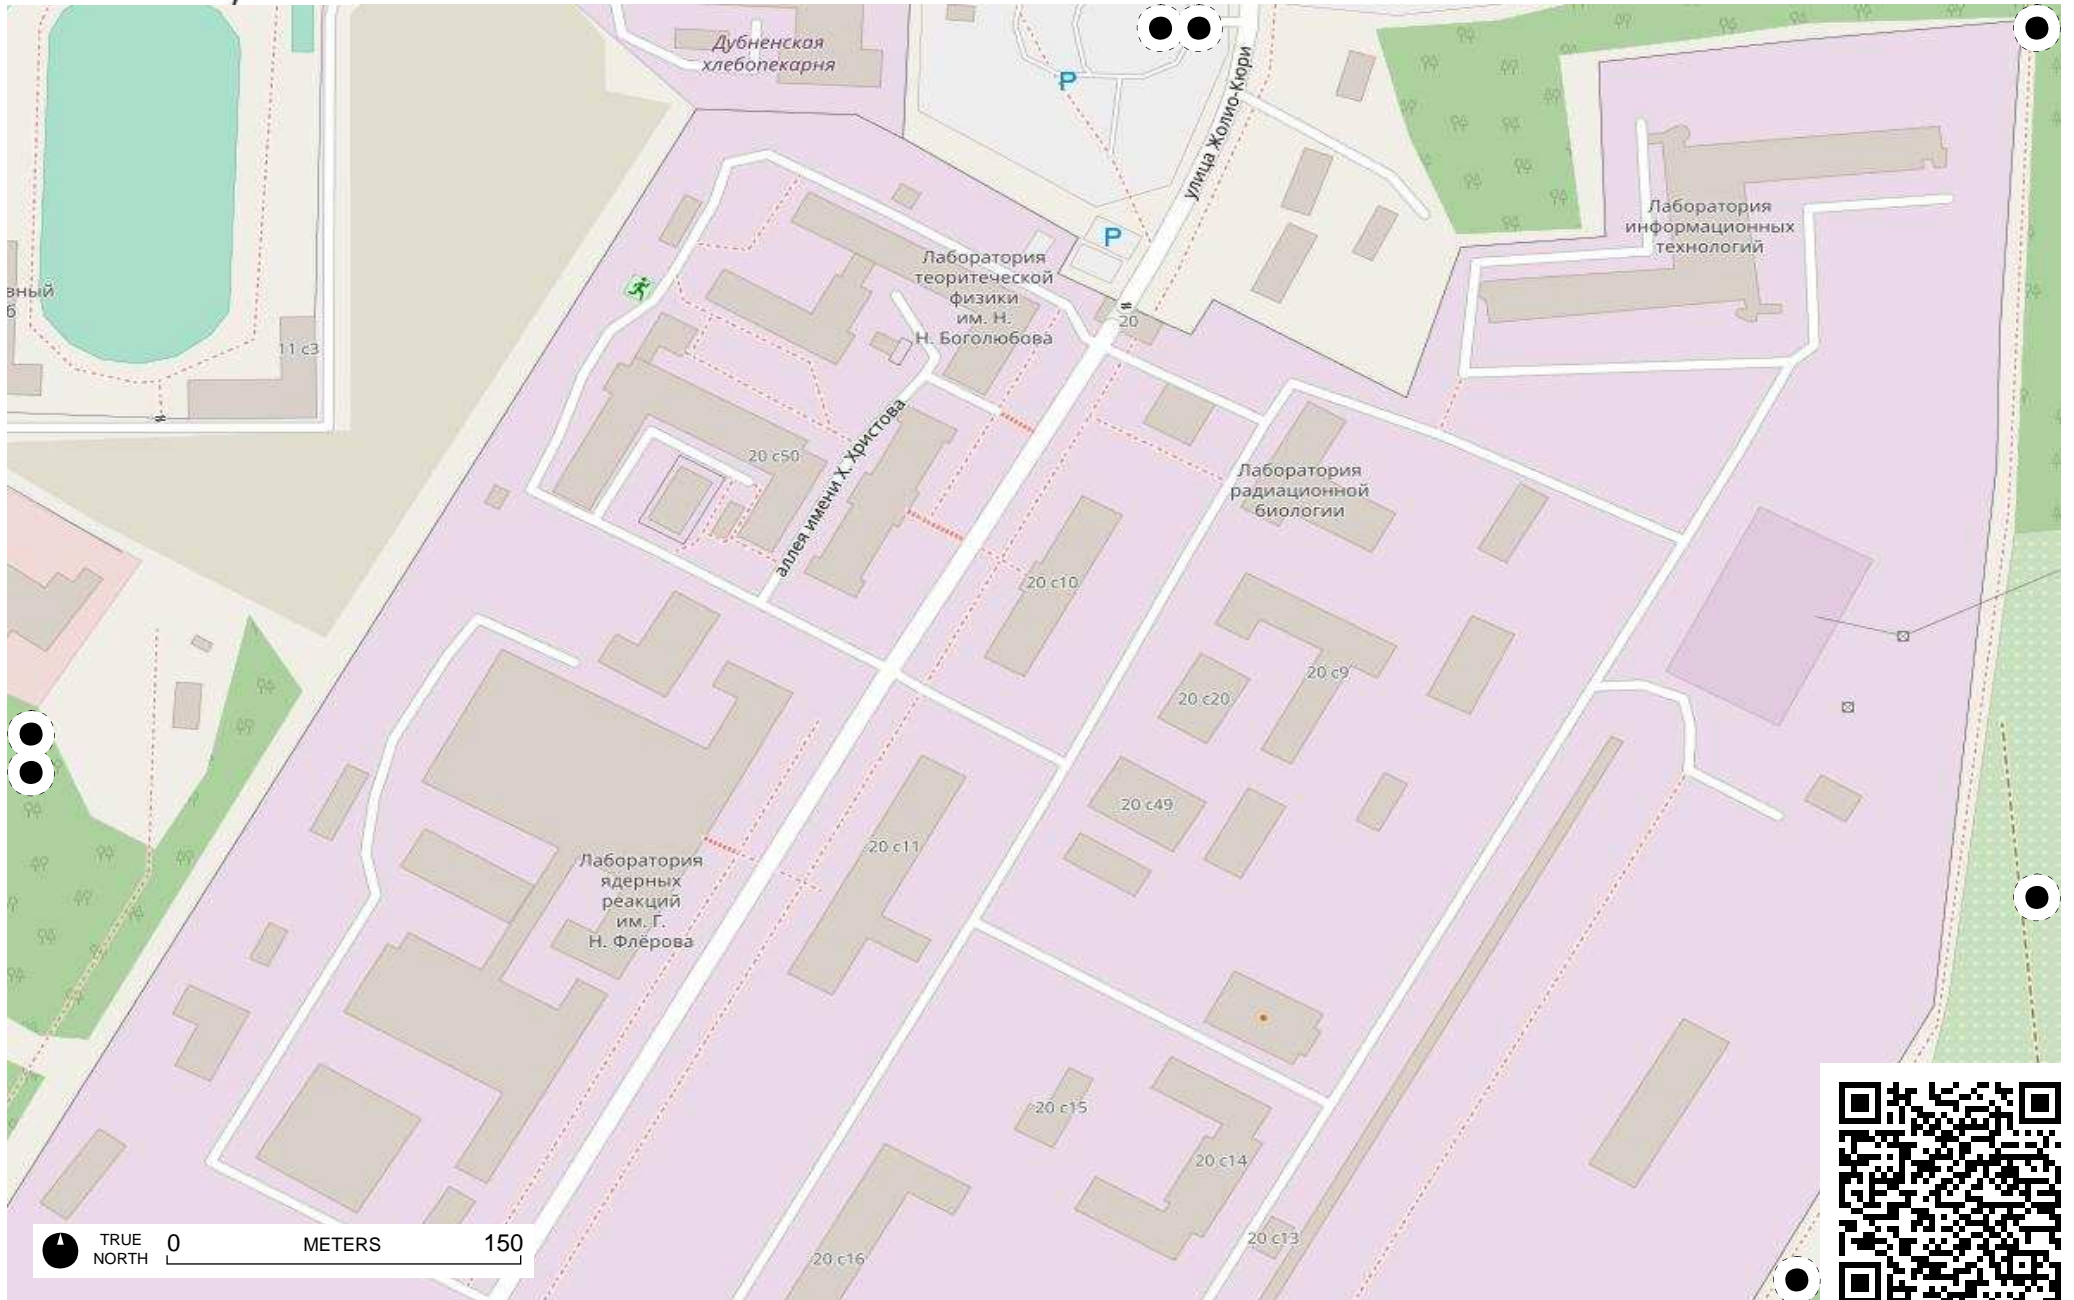 Дубненская
хлебопекарня
P
улица Жолио-Кюри
P
Лаборатория
информационных
технологий
Лаборатория
теоритеческой
физики
им. Н.
Н. Боголюбова
вный
б
20
11 с3
аллея имени Х. Христова
20 с50
Лаборатория
радиационной
биологии
20 с10
20 с9
20 с20
20 с49
20 с11
Лаборатория
ядерных
реакций
им. Г.
Н. Флёрова
20 с15
20 с14
20 с13
20 с16
TRUE
NORTH
0 METERS 150